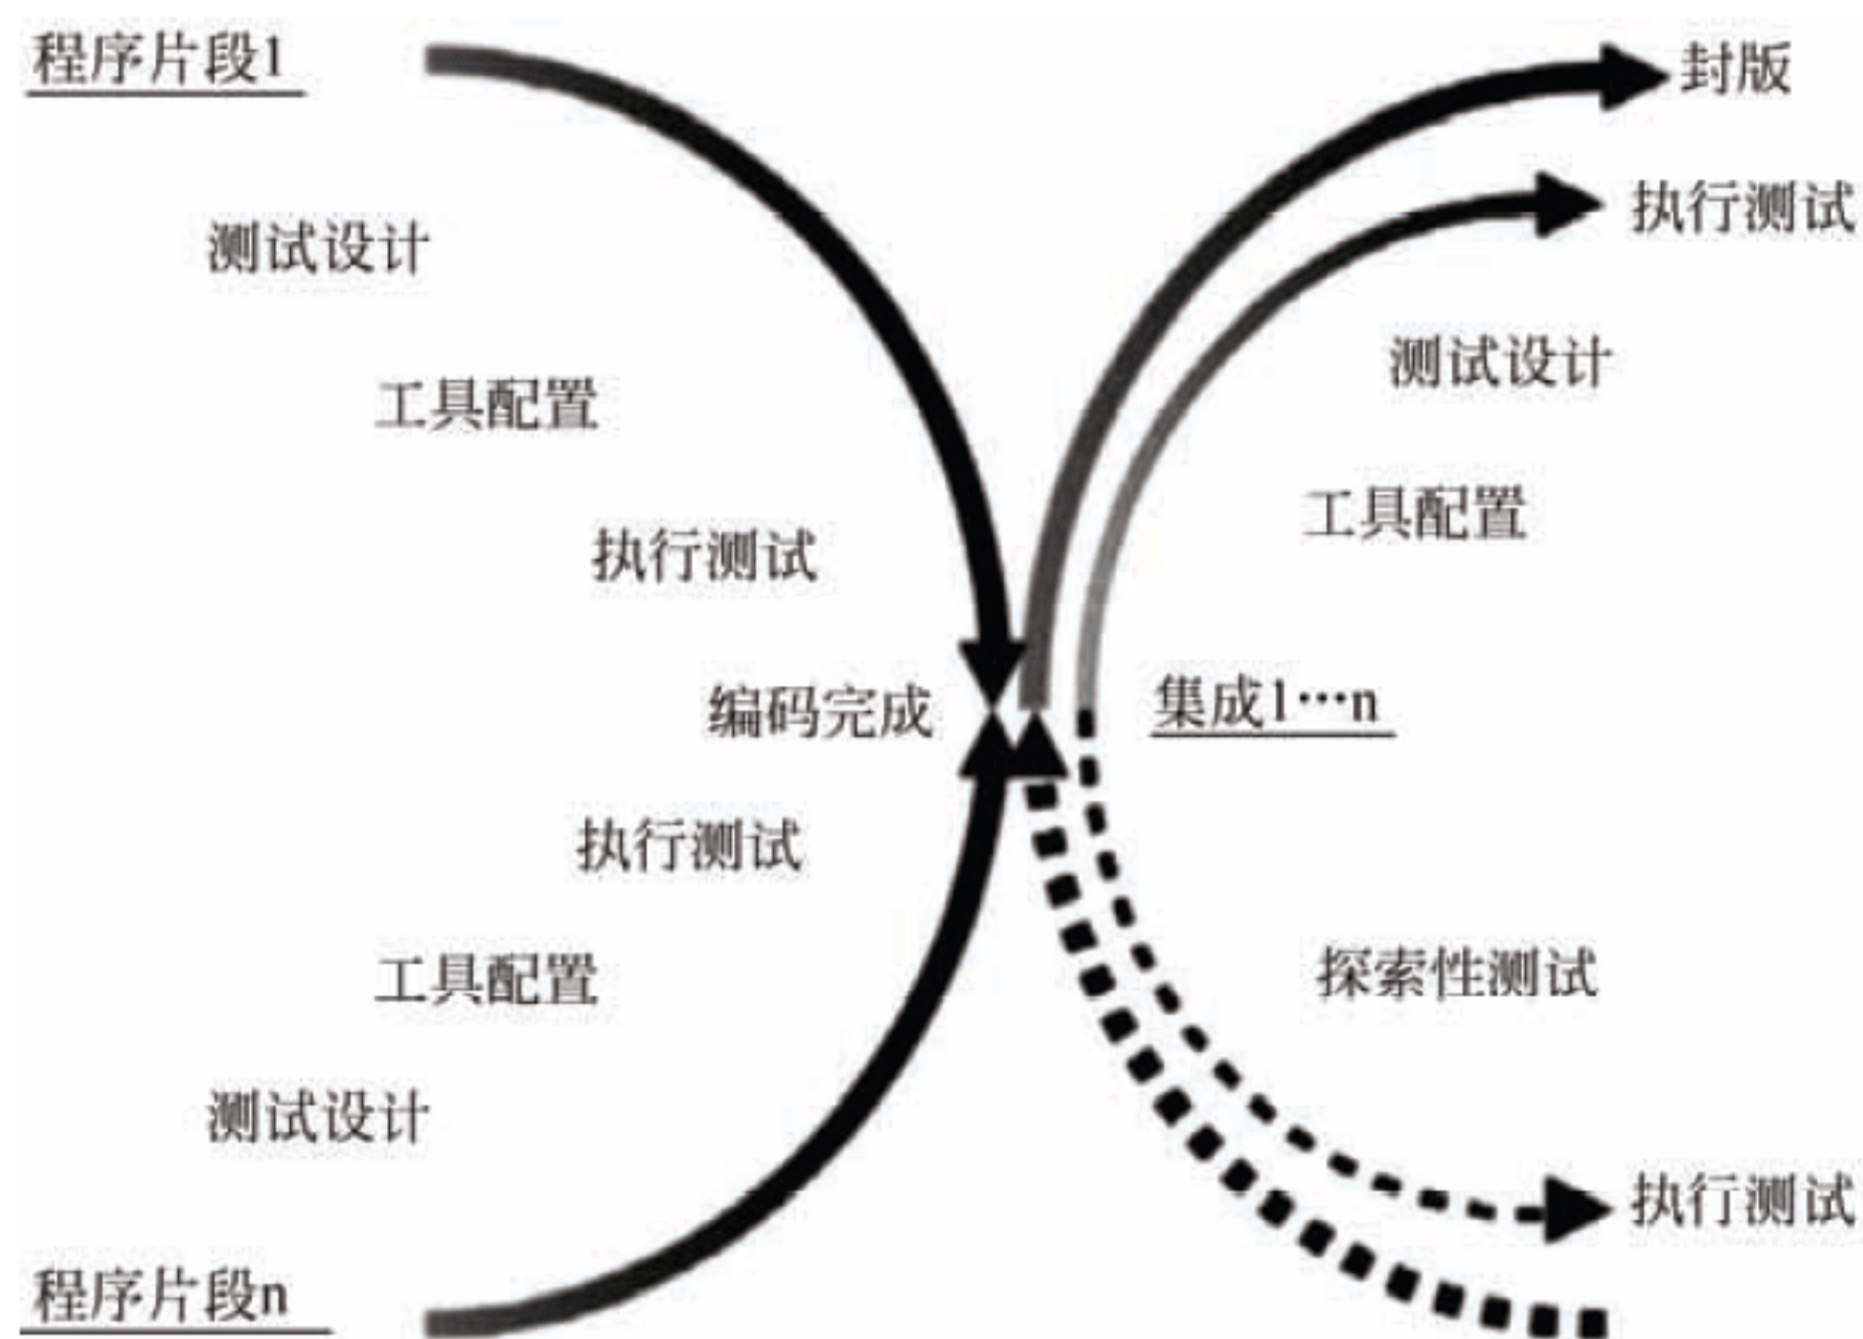 程序片段1
测试设计
工具配置
执行测试
编码完成
执行测试
工具配置
测试设计
程序片段n
封版
执行测试
测试设计
工具配置
集成1…n
探索性测试
执行测试